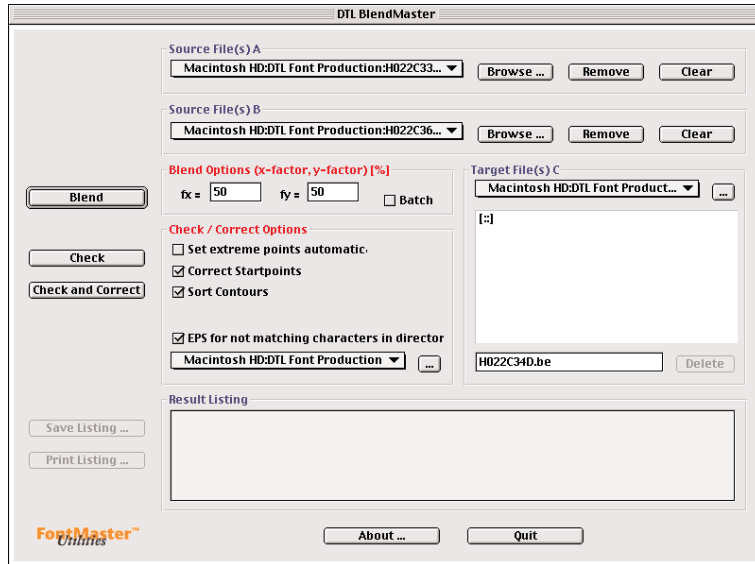 DTL BlendMaster
Source File(s) A
Macintosh HD:DTL Font Production:H022C33...
Browse ...
Remove
Clear
Source File(s) B
Macintosh HD:DTL Font Production:H022C36...
Browse ...
Remove
Clear
Blend Options (x-factor, y-factor) [%]
fx = 50
fy = 50
Batch
Target File(s) C
Macintosh HD:DTL Font Product...
...
[::]
Blend
Check / Correct Options
Set extreme points automatic.
Check
Correct Startpoints
Check and Correct
Sort Contours
EPS for not matching characters in director
Macintosh HD:DTL Font Production
...
H022C34D.be
Delete
Result Listing
Save Listing ...
Print Listing ...
FontMaster™
Utilities
About ...
Quit